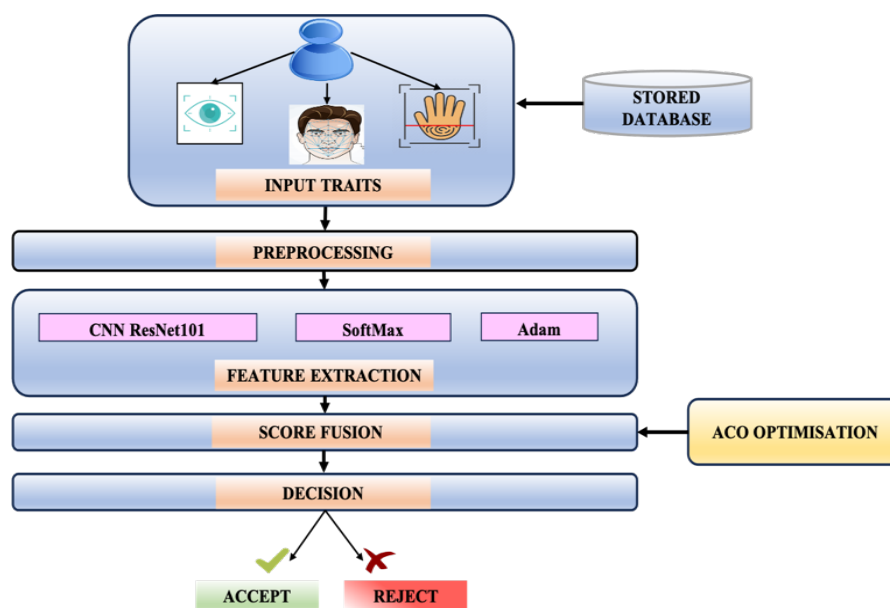 STORED
DATABASE
INPUT TRAITS
PREPROCESSING
CNN ResNet101
SoftMax
Adam
FEATURE EXTRACTION
SCORE FUSION
ACO OPTIMISATION
DECISION
ACCEPT
REJECT